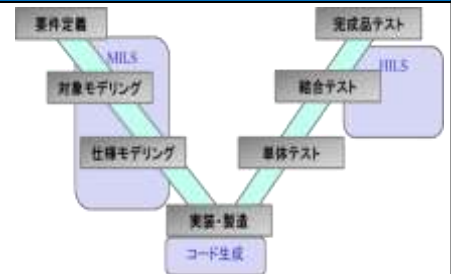 要件定義
完成品テスト
MILS
HILS
対象モデリング
結合テスト
仕様モデリング
単体テスト
実装・製造
コード生成